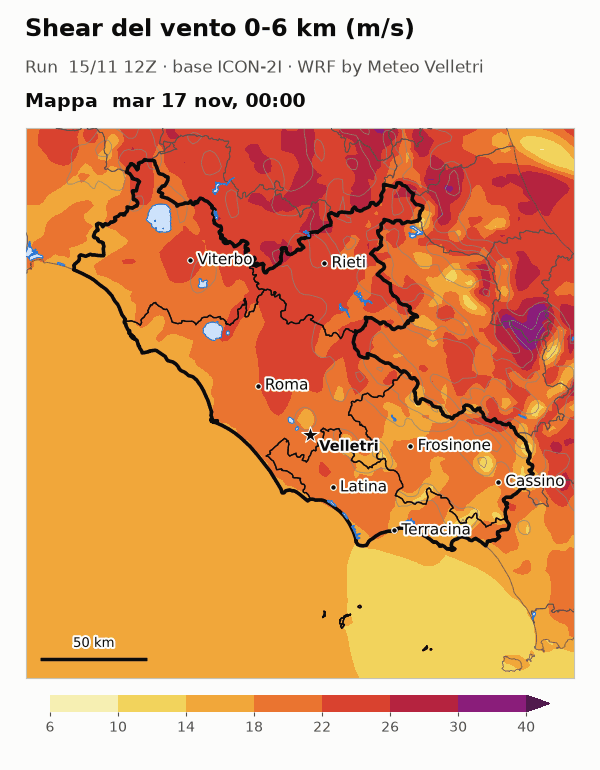 Shear del vento 0-6 km (m/s)
Run  15/11 12Z · base ICON-2I · WRF by Meteo Velletri
Mappa  mar 17 nov, 00:00
Viterbo
Rieti
Roma
Velletri
Frosinone
Latina
Cassino
Terracina
50 km
6 10 14 18 22 26 30 40